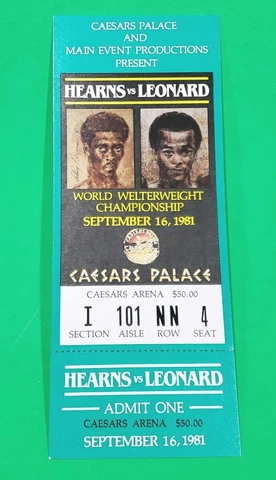 CAESARS PALACE
AND
MAIN EVENT PRODUCTIONS
PRESENT
HEARNS vs LEONARD
WORLD WELTERWEIGHT
CHAMPIONSHIP
SEPTEMBER 16, 1981
CAESARS PALACE
CAESARS ARENA $50.00
I 101 NN 4
SECTION AISLE ROW SEAT
HEARNS vs LEONARD
ADMIT ONE
CAESARS ARENA $50.00
SEPTEMBER 16, 1981